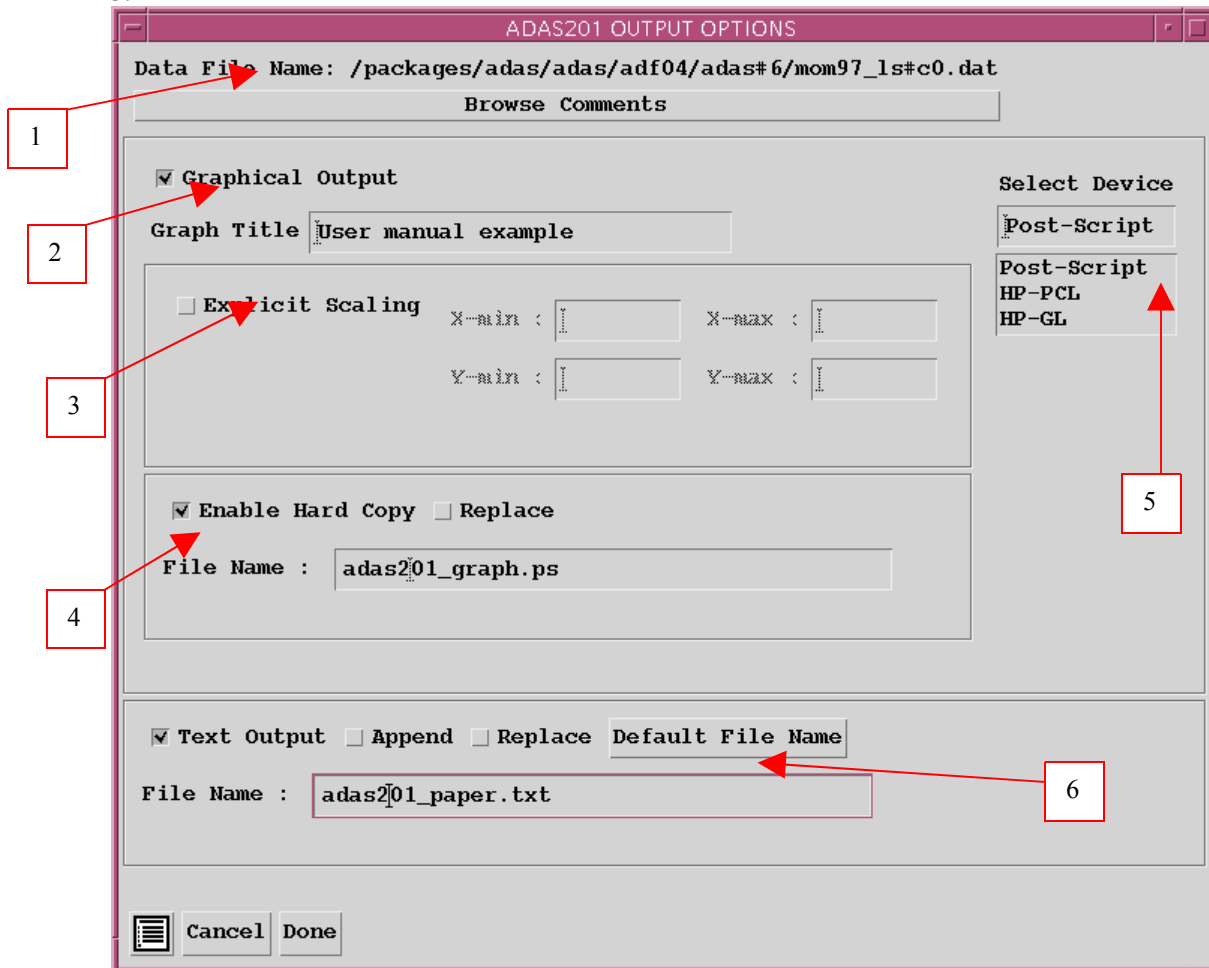 ADAS201 OUTPUT OPTIONS
Data File Name: /packages/adas/adas/adf04/adas#6/mom97_ls#c0.dat
Browse Comments
1
Graphical Output
Select Device
Graph Title User manual example
Post-Script
2
Post-Script
HP-PCL
HP-GL
Explicit Scaling
X-min : X-max :
Y-min : Y-max :
3
Enable Hard Copy Replace
5
File Name : adas201_graph.ps
4
Text Output Append Replace Default File Name
File Name : adas201_paper.txt
6
Cancel Done